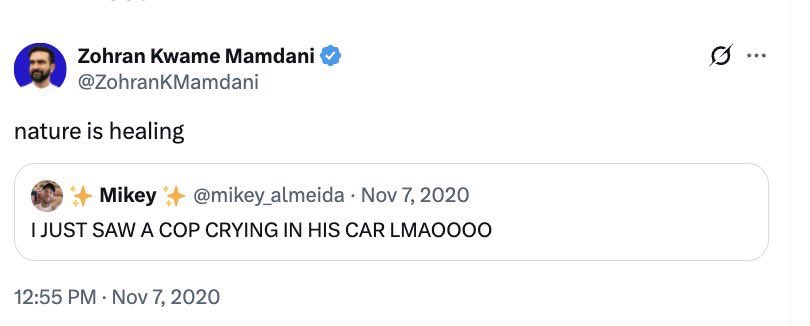 Zohran Kwame Mamdani
@ZohranKMamdani
nature is healing
✨ Mikey ✨ @mikey_almeida · Nov 7, 2020
I JUST SAW A COP CRYING IN HIS CAR LMAOOOO
12:55 PM · Nov 7, 2020